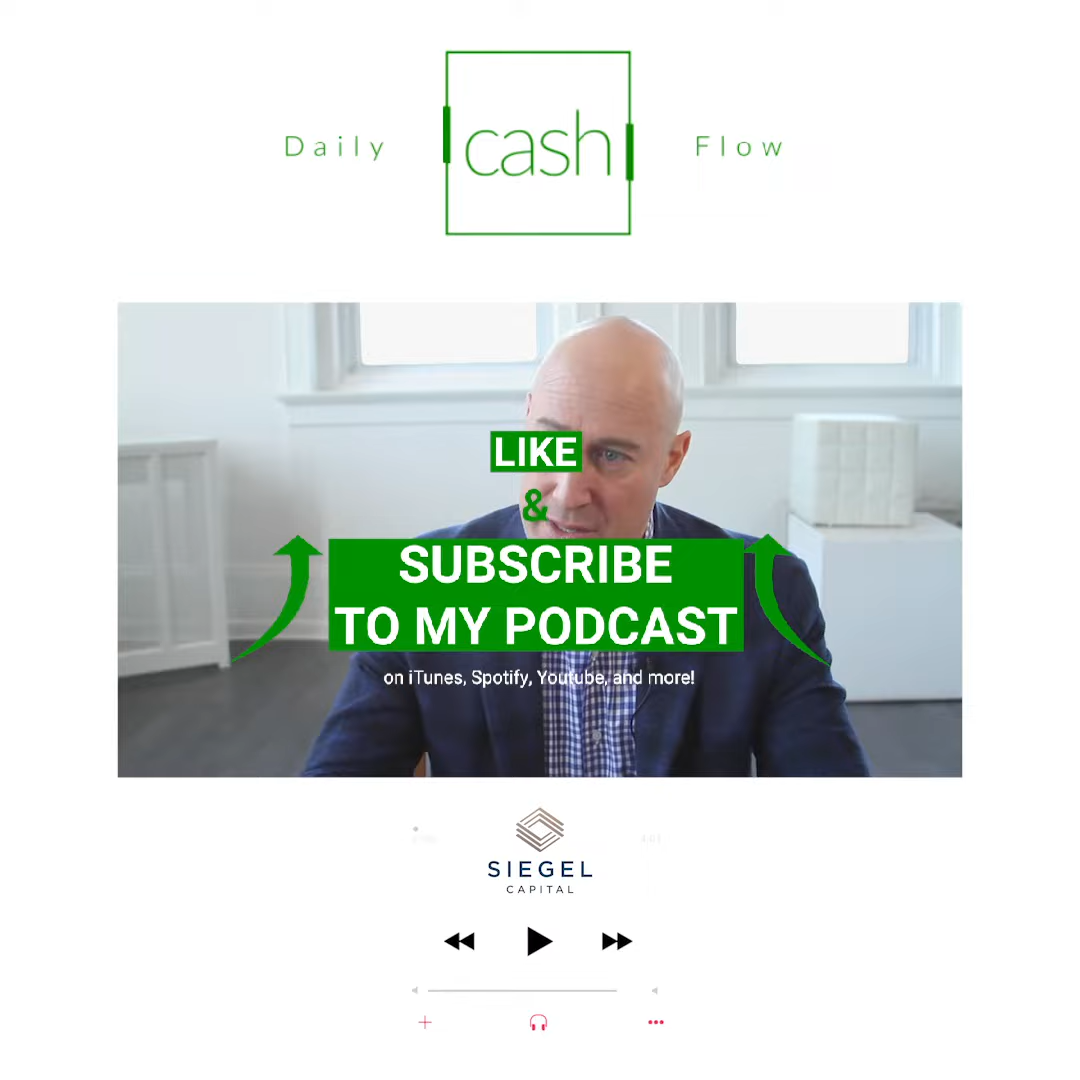 Daily cash Flow
LIKE
&
SUBSCRIBE
TO MY PODCAST
on iTunes, Spotify, Youtube, and more!
SIEGEL
CAPITAL